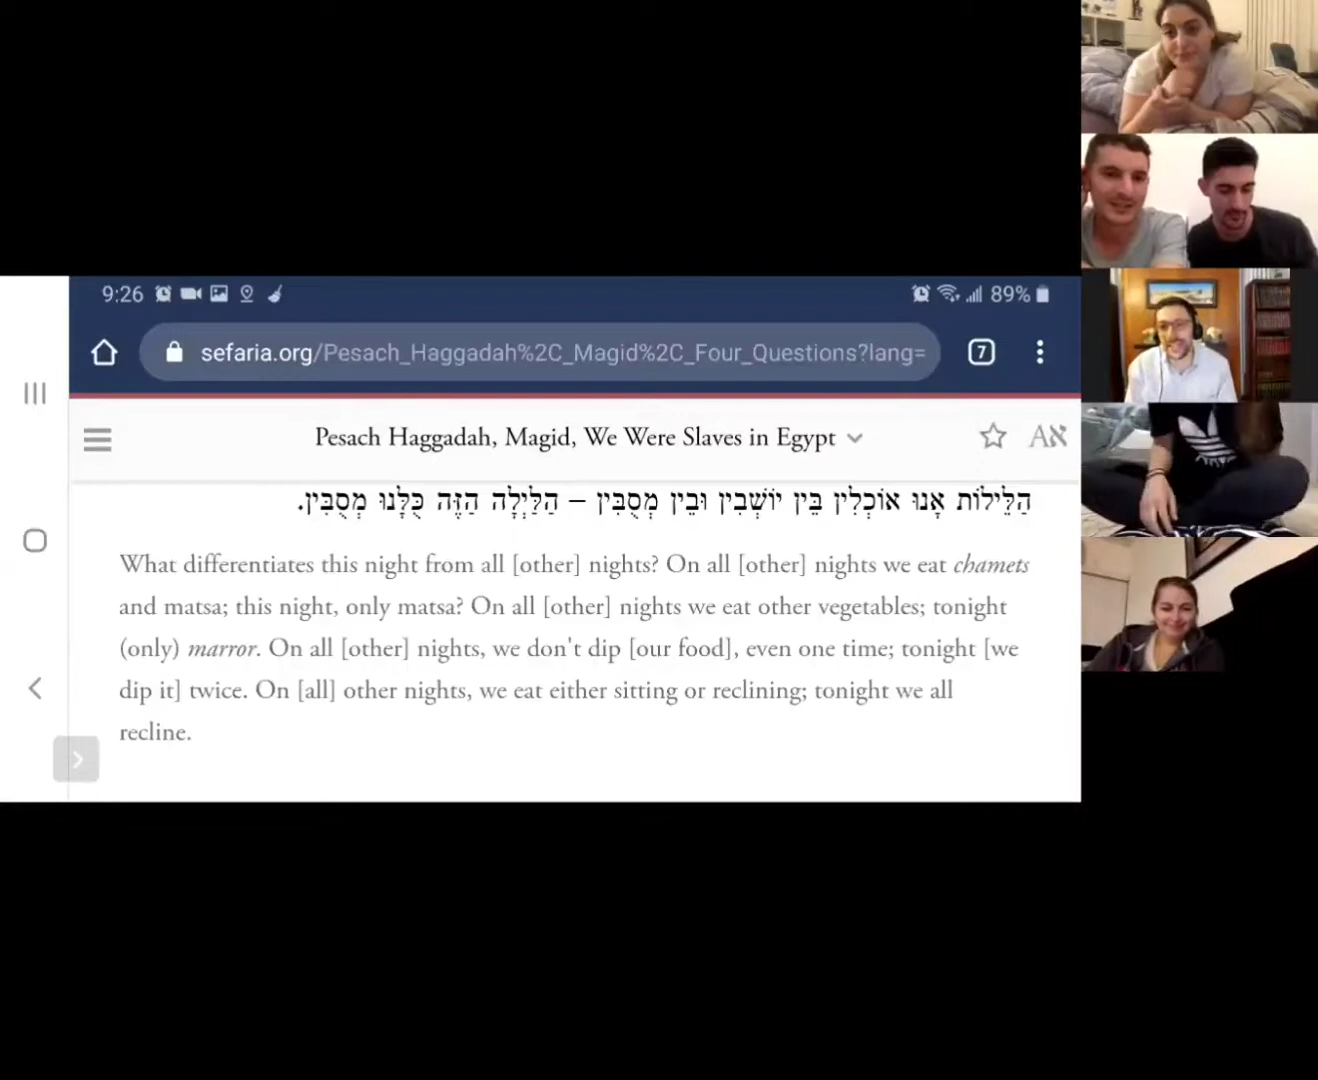 9:26
89%
sefaria.org/Pesach_Haggadah%2C_Magid%2C_Four_Questions?lang=
7
Pesach Haggadah, Magid, We Were Slaves in Egypt
Aא
הַלֵּילוֹת אָנוּ אוֹכְלִין בֵּין יוֹשְׁבִין וּבֵין מְסֻבִּין – הַלַּיְלָה הַזֶּה כֻּלָּנוּ מְסֻבִּין.
What differentiates this night from all [other] nights? On all [other] nights we eat chamets
and matsa; this night, only matsa? On all [other] nights we eat other vegetables; tonight
(only) marror. On all [other] nights, we don't dip [our food], even one time; tonight [we
dip it] twice. On [all] other nights, we eat either sitting or reclining; tonight we all
recline.